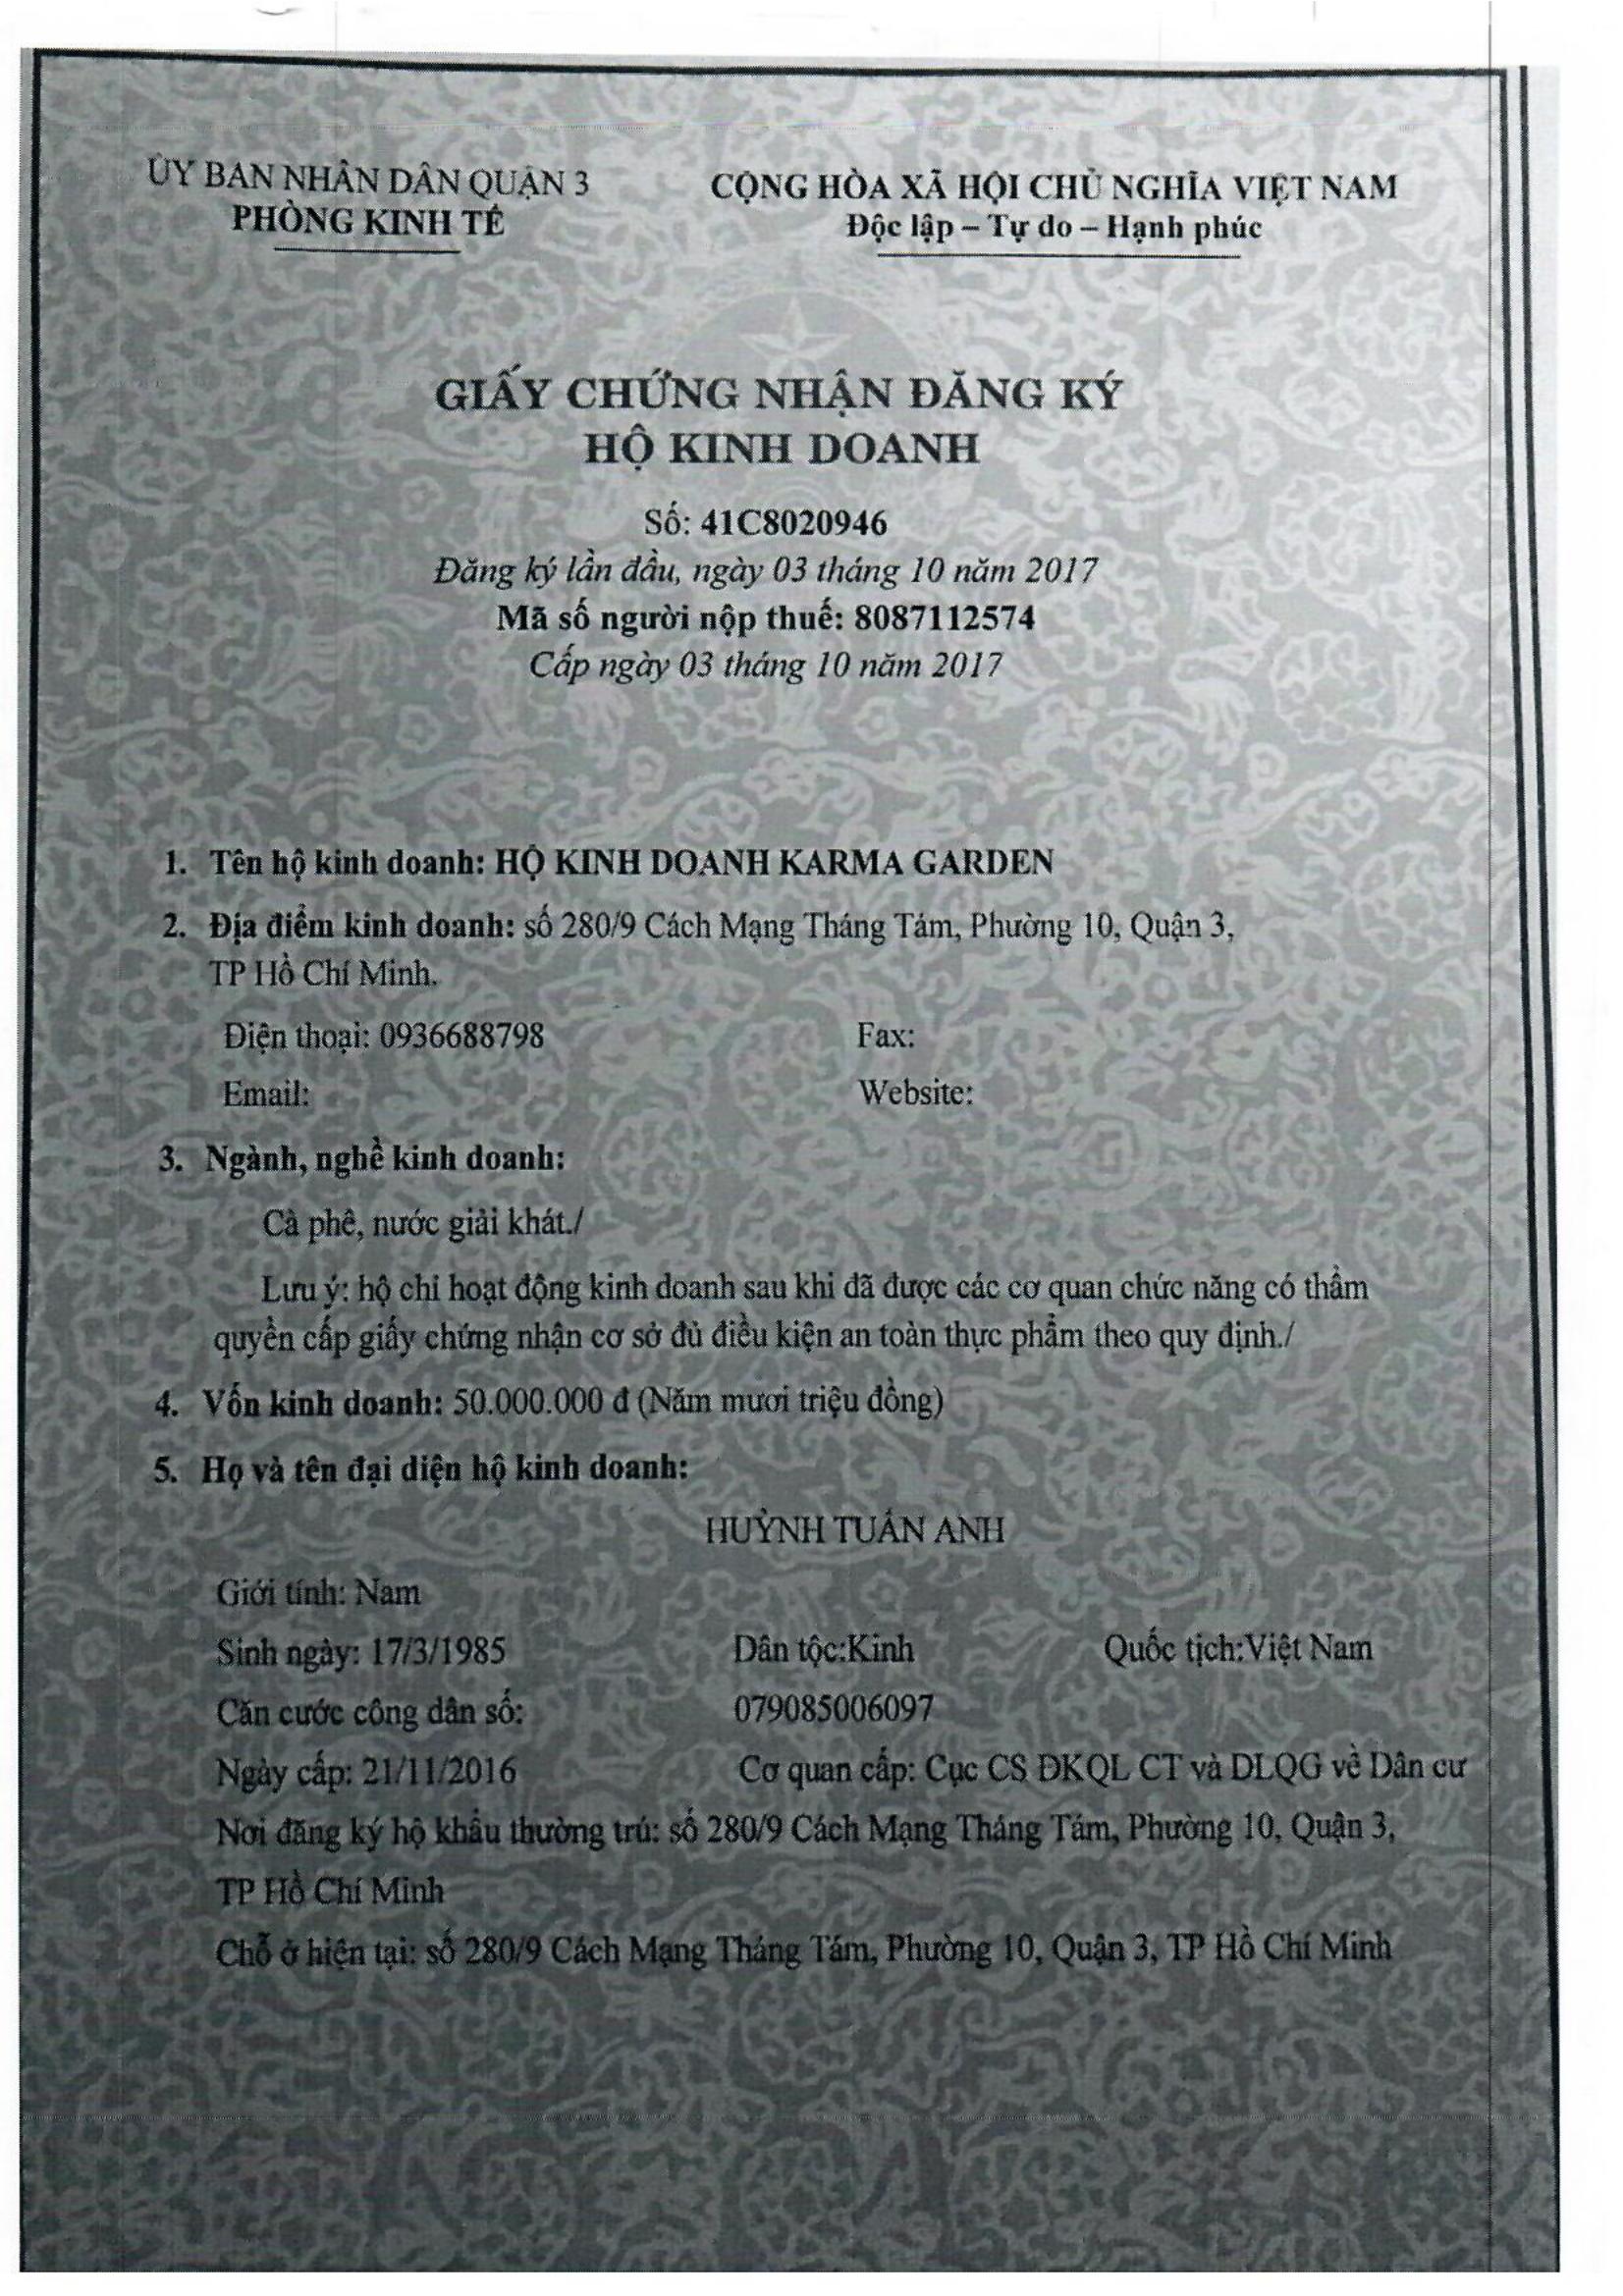 ỦY BAN NHÂN DÂN QUẬN 3
PHÒNG KINH TẾ
CỘNG HÒA XÃ HỘI CHỦ NGHĨA VIỆT NAM
Độc lập – Tự do – Hạnh phúc
GIẤY CHỨNG NHẬN ĐĂNG KÝ
HỘ KINH DOANH
Số: 41C8020946
Đăng ký lần đầu, ngày 03 tháng 10 năm 2017
Mã số người nộp thuế: 8087112574
Cấp ngày 03 tháng 10 năm 2017
1. Tên hộ kinh doanh: HỘ KINH DOANH KARMA GARDEN
2. Địa điểm kinh doanh: số 280/9 Cách Mạng Tháng Tám, Phường 10, Quận 3,
TP Hồ Chí Minh.
Điện thoại: 0936688798 Fax:
Email: Website:
3. Ngành, nghề kinh doanh:
Cà phê, nước giải khát./
Lưu ý: hộ chỉ hoạt động kinh doanh sau khi đã được các cơ quan chức năng có thẩm
quyền cấp giấy chứng nhận cơ sở đủ điều kiện an toàn thực phẩm theo quy định./
4. Vốn kinh doanh: 50.000.000 đ (Năm mươi triệu đồng)
5. Họ và tên đại diện hộ kinh doanh:
HUỲNH TUẤN ANH
Giới tính: Nam
Sinh ngày: 17/3/1985 Dân tộc:Kinh Quốc tịch:Việt Nam
Căn cước công dân số: 079085006097
Ngày cấp: 21/11/2016 Cơ quan cấp: Cục CS ĐKQL CT và DLQG về Dân cư
Nơi đăng ký hộ khẩu thường trú: số 280/9 Cách Mạng Tháng Tám, Phường 10, Quận 3,
TP Hồ Chí Minh
Chỗ ở hiện tại: số 280/9 Cách Mạng Tháng Tám, Phường 10, Quận 3, TP Hồ Chí Minh